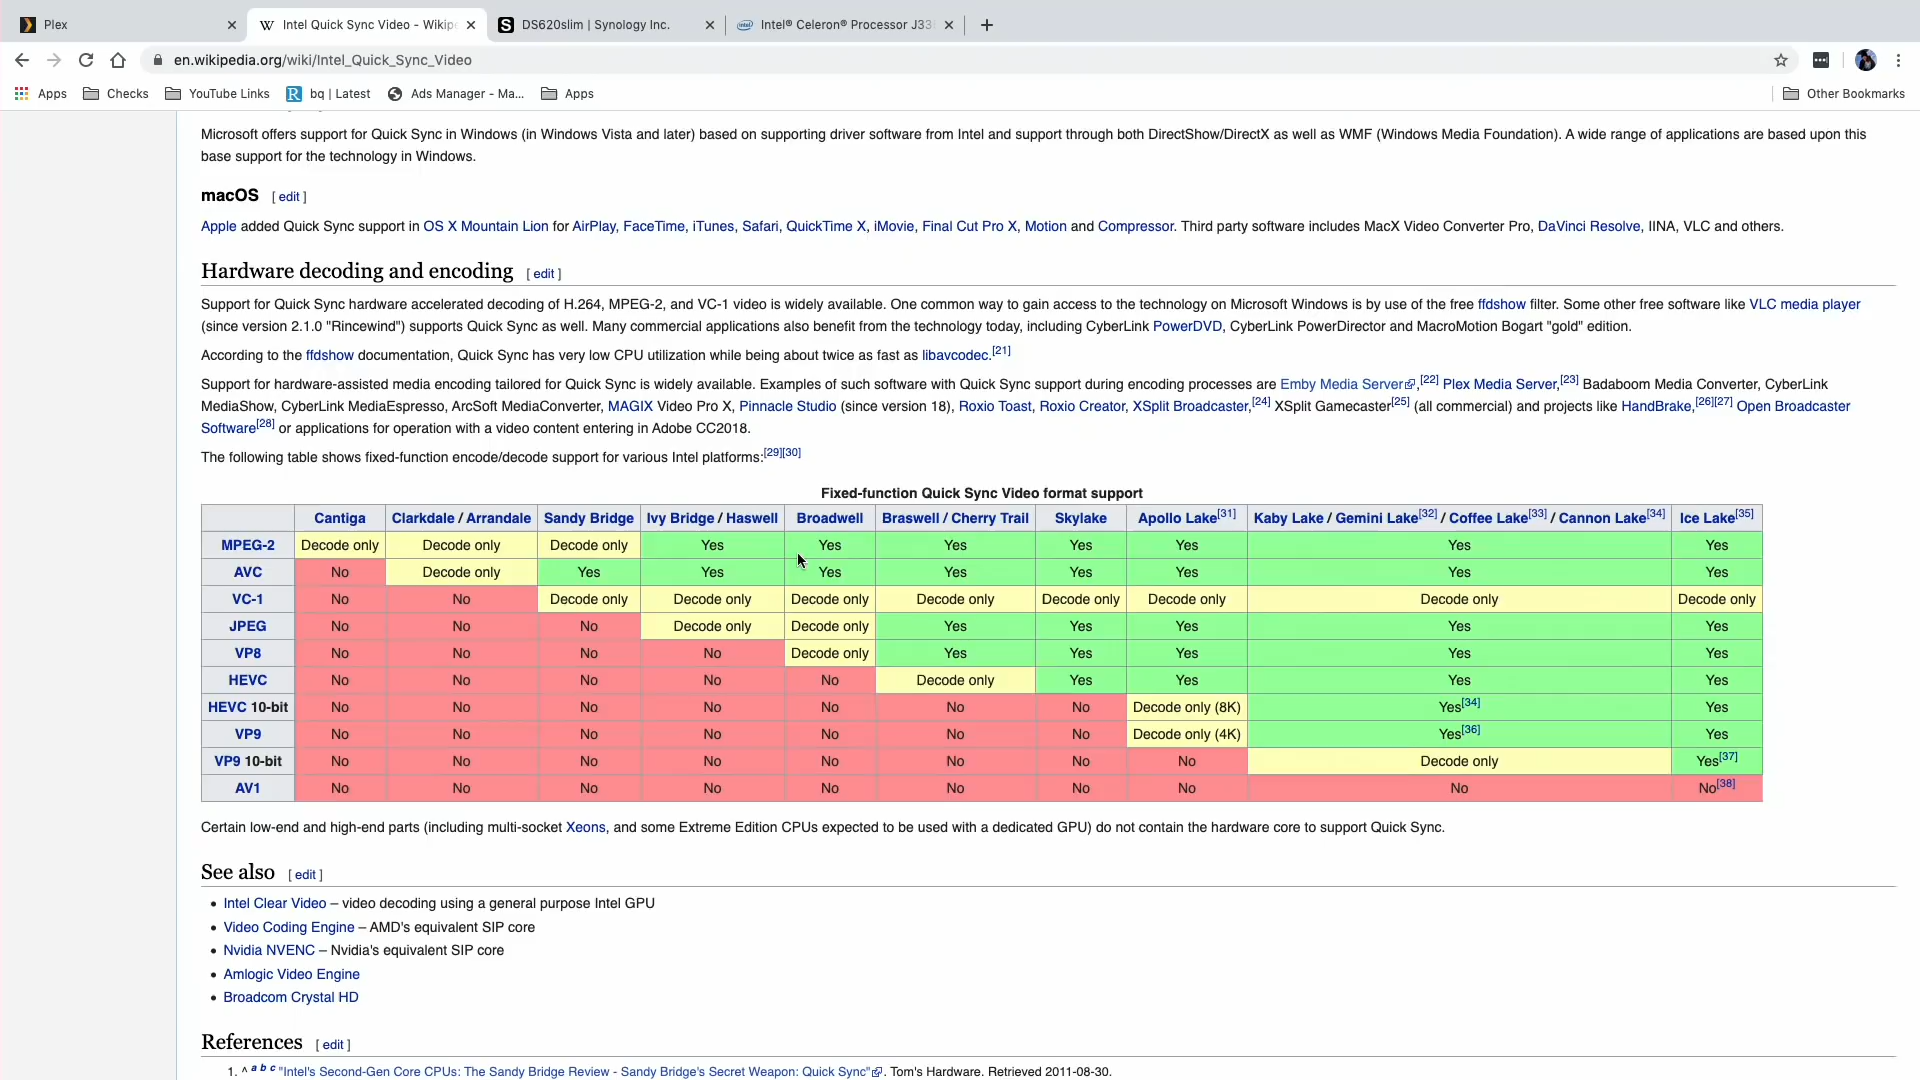 Plex
Intel Quick Sync Video - Wikipe
DS620slim | Synology Inc.
Intel® Celeron® Processor J33
en.wikipedia.org/wiki/Intel_Quick_Sync_Video
Apps Checks YouTube Links bq | Latest Ads Manager - Ma... Apps Other Bookmarks
Microsoft offers support for Quick Sync in Windows (in Windows Vista and later) based on supporting driver software from Intel and support through both DirectShow/DirectX as well as WMF (Windows Media Foundation). A wide range of applications are based upon this
base support for the technology in Windows.
macOS [ edit ]
Apple added Quick Sync support in OS X Mountain Lion for AirPlay, FaceTime, iTunes, Safari, QuickTime X, iMovie, Final Cut Pro X, Motion and Compressor. Third party software includes MacX Video Converter Pro, DaVinci Resolve, IINA, VLC and others.
Hardware decoding and encoding [ edit ]
Support for Quick Sync hardware accelerated decoding of H.264, MPEG-2, and VC-1 video is widely available. One common way to gain access to the technology on Microsoft Windows is by use of the free ffdshow filter. Some other free software like VLC media player
(since version 2.1.0 "Rincewind") supports Quick Sync as well. Many commercial applications also benefit from the technology today, including CyberLink PowerDVD, CyberLink PowerDirector and MacroMotion Bogart "gold" edition.
According to the ffdshow documentation, Quick Sync has very low CPU utilization while being about twice as fast as libavcodec.[21]
Support for hardware-assisted media encoding tailored for Quick Sync is widely available. Examples of such software with Quick Sync support during encoding processes are Emby Media Server,[22] Plex Media Server,[23] Badaboom Media Converter, CyberLink
MediaShow, CyberLink MediaEspresso, ArcSoft MediaConverter, MAGIX Video Pro X, Pinnacle Studio (since version 18), Roxio Toast, Roxio Creator, XSplit Broadcaster,[24] XSplit Gamecaster[25] (all commercial) and projects like HandBrake,[26][27] Open Broadcaster
Software[28] or applications for operation with a video content entering in Adobe CC2018.
The following table shows fixed-function encode/decode support for various Intel platforms:[29][30]
Fixed-function Quick Sync Video format support
Cantiga Clarkdale / Arrandale Sandy Bridge Ivy Bridge / Haswell Broadwell Braswell / Cherry Trail Skylake Apollo Lake[31] Kaby Lake / Gemini Lake[32] / Coffee Lake[33] / Cannon Lake[34] Ice Lake[35]
MPEG-2 Decode only Decode only Decode only Yes Yes Yes Yes Yes Yes Yes
AVC No Decode only Yes Yes Yes Yes Yes Yes Yes Yes
VC-1 No No Decode only Decode only Decode only Decode only Decode only Decode only Decode only Decode only
JPEG No No No Decode only Decode only Yes Yes Yes Yes Yes
VP8 No No No No Decode only Yes Yes Yes Yes Yes
HEVC No No No No No Decode only Yes Yes Yes Yes
HEVC 10-bit No No No No No No No Decode only (8K) Yes[34] Yes
VP9 No No No No No No No Decode only (4K) Yes[36] Yes
VP9 10-bit No No No No No No No No Decode only Yes[37]
AV1 No No No No No No No No No No[38]
Certain low-end and high-end parts (including multi-socket Xeons, and some Extreme Edition CPUs expected to be used with a dedicated GPU) do not contain the hardware core to support Quick Sync.
See also [ edit ]
• Intel Clear Video – video decoding using a general purpose Intel GPU
• Video Coding Engine – AMD's equivalent SIP core
• Nvidia NVENC – Nvidia's equivalent SIP core
• Amlogic Video Engine
• Broadcom Crystal HD
References [ edit ]
1. ^ a b c "Intel's Second-Gen Core CPUs: The Sandy Bridge Review - Sandy Bridge's Secret Weapon: Quick Sync". Tom's Hardware. Retrieved 2011-08-30.